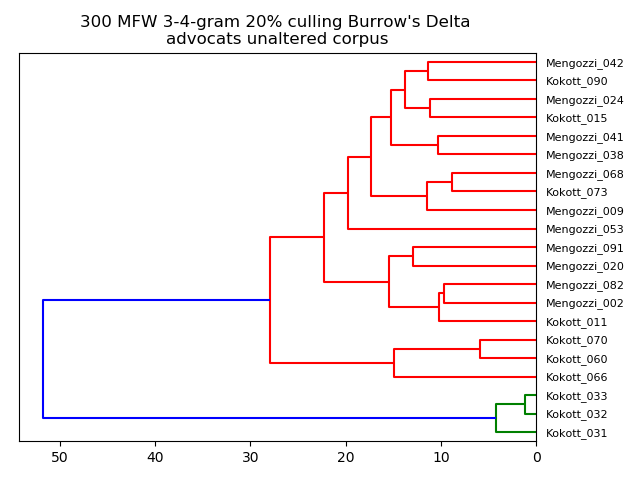 300 MFW 3-4-gram 20% culling Burrow's Delta
advocats unaltered corpus
Mengozzi_042
Kokott_090
Mengozzi_024
Kokott_015
Mengozzi_041
Mengozzi_038
Mengozzi_068
Kokott_073
Mengozzi_009
Mengozzi_053
Mengozzi_091
Mengozzi_020
Mengozzi_082
Mengozzi_002
Kokott_011
Kokott_070
Kokott_060
Kokott_066
Kokott_033
Kokott_032
Kokott_031
50 40 30 20 10 0